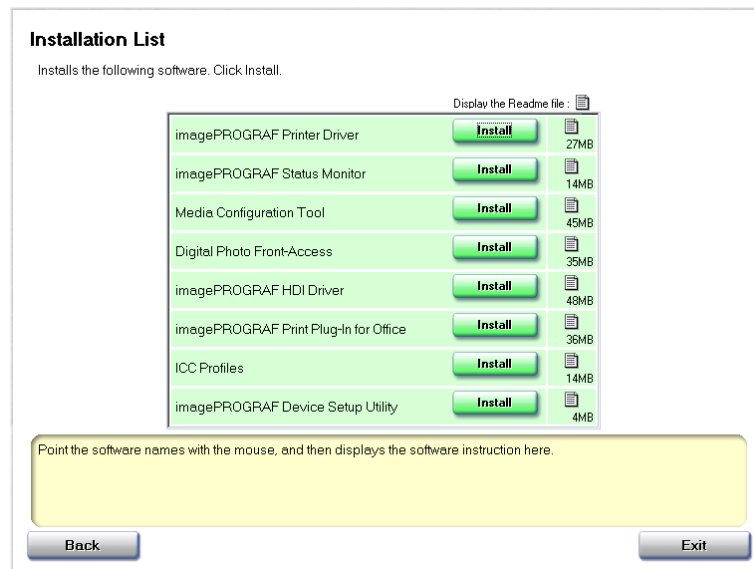 Installation List
Installs the following software. Click Install.
Display the Readme file :
imagePROGRAF Printer Driver Install 27MB
imagePROGRAF Status Monitor Install 14MB
Media Configuration Tool Install 45MB
Digital Photo Front-Access Install 35MB
imagePROGRAF HDI Driver Install 48MB
imagePROGRAF Print Plug-In for Office Install 36MB
ICC Profiles Install 14MB
imagePROGRAF Device Setup Utility Install 4MB
Point the software names with the mouse, and then displays the software instruction here.
Back Exit